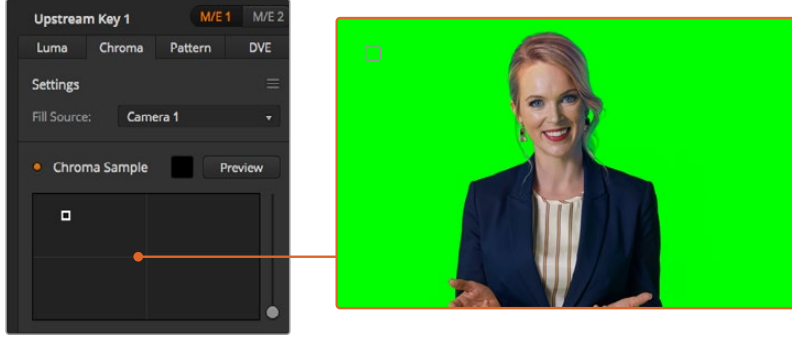 Upstream Key 1 M/E 1 M/E 2
Luma Chroma Pattern DVE
Settings
Fill Source: Camera 1
Chroma Sample Preview